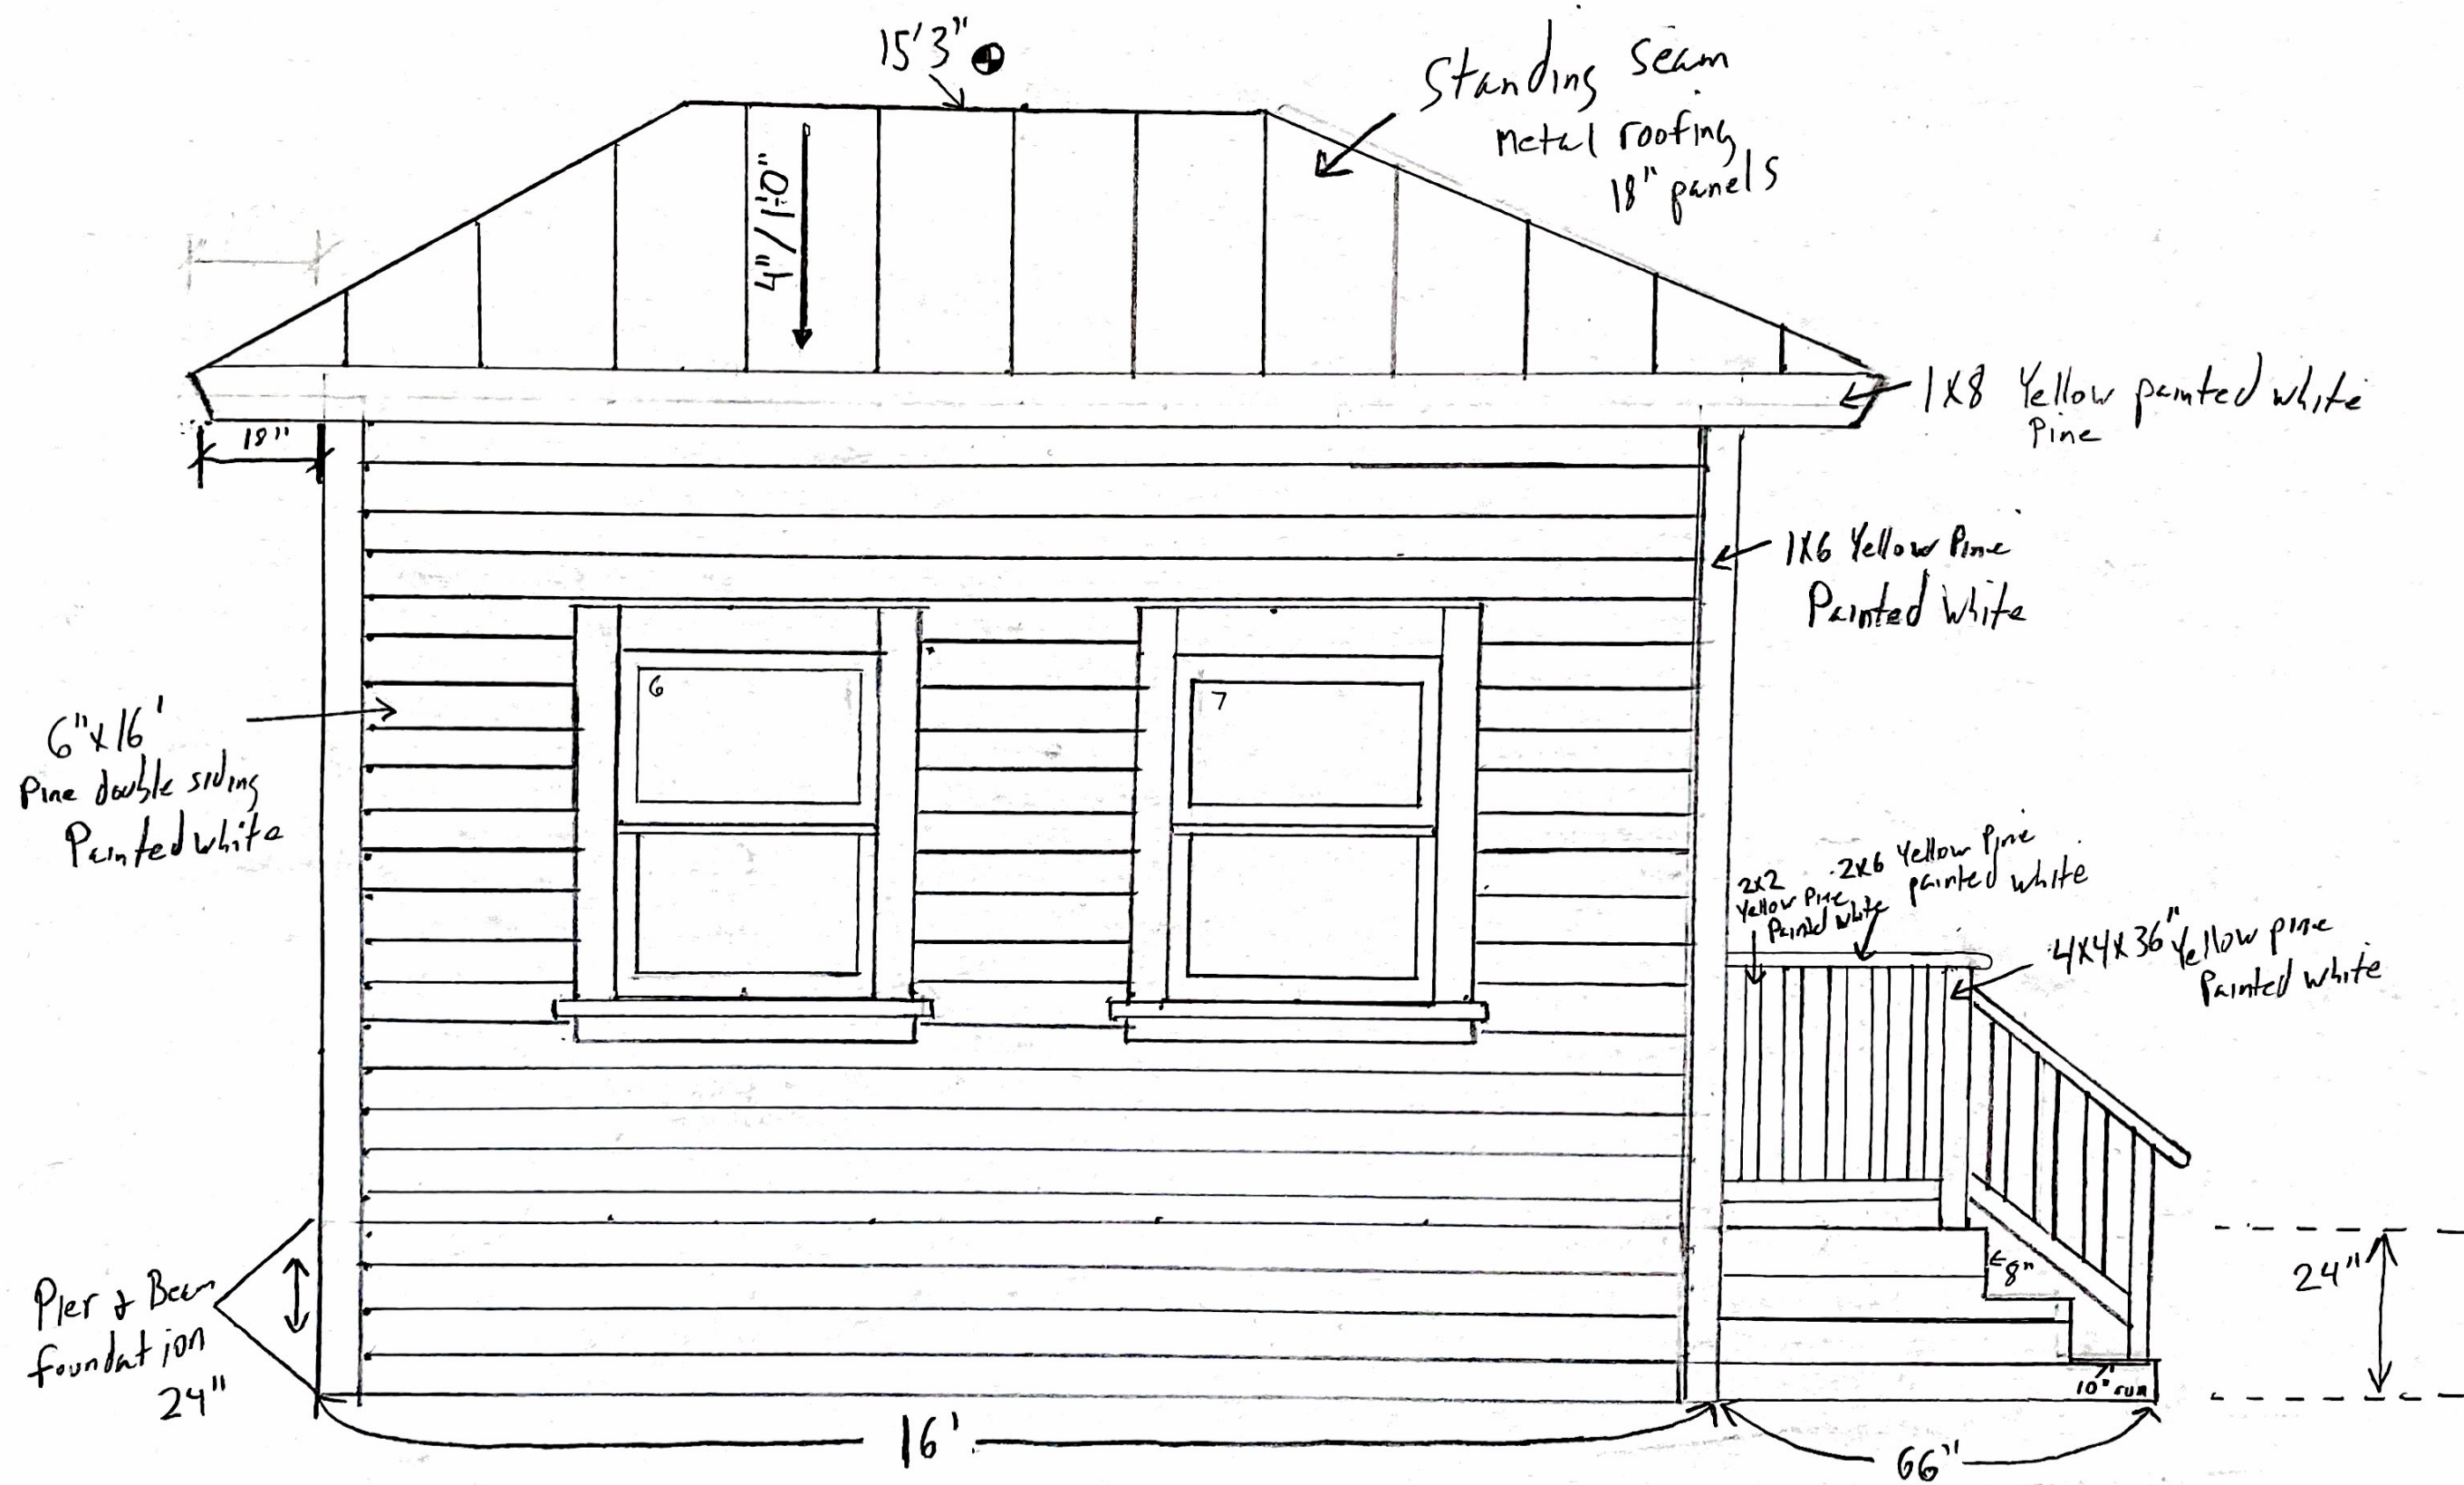 15'3"
Standing seam
metal roofing
18" panels
4"/1'-0"
1X8 Yellow painted white
Pine
18"
1X6 Yellow Pine
Painted White
6
7
6"X16'
Pine double siding
Painted white
2X6 Yellow Pine
painted white
2X2
Yellow Pine
Painted white
4X4X36" Yellow pine
Painted white
Pier & Beam
foundation
24"
8"
24"
10" run
16'
66"